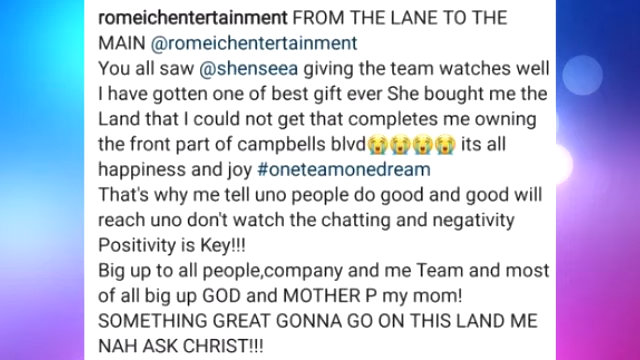 romeichentertainment FROM THE LANE TO THE
MAIN @romeichentertainment
You all saw @shenseea giving the team watches well
I have gotten one of best gift ever She bought me the
Land that I could not get that completes me owning
the front part of campbells blvd😭😭😭😭 its all
happiness and joy #oneteamonedream
That's why me tell uno people do good and good will
reach uno don't watch the chatting and negativity
Positivity is Key!!!
Big up to all people,company and me Team and most
of all big up GOD and MOTHER P my mom!
SOMETHING GREAT GONNA GO ON THIS LAND ME
NAH ASK CHRIST!!!